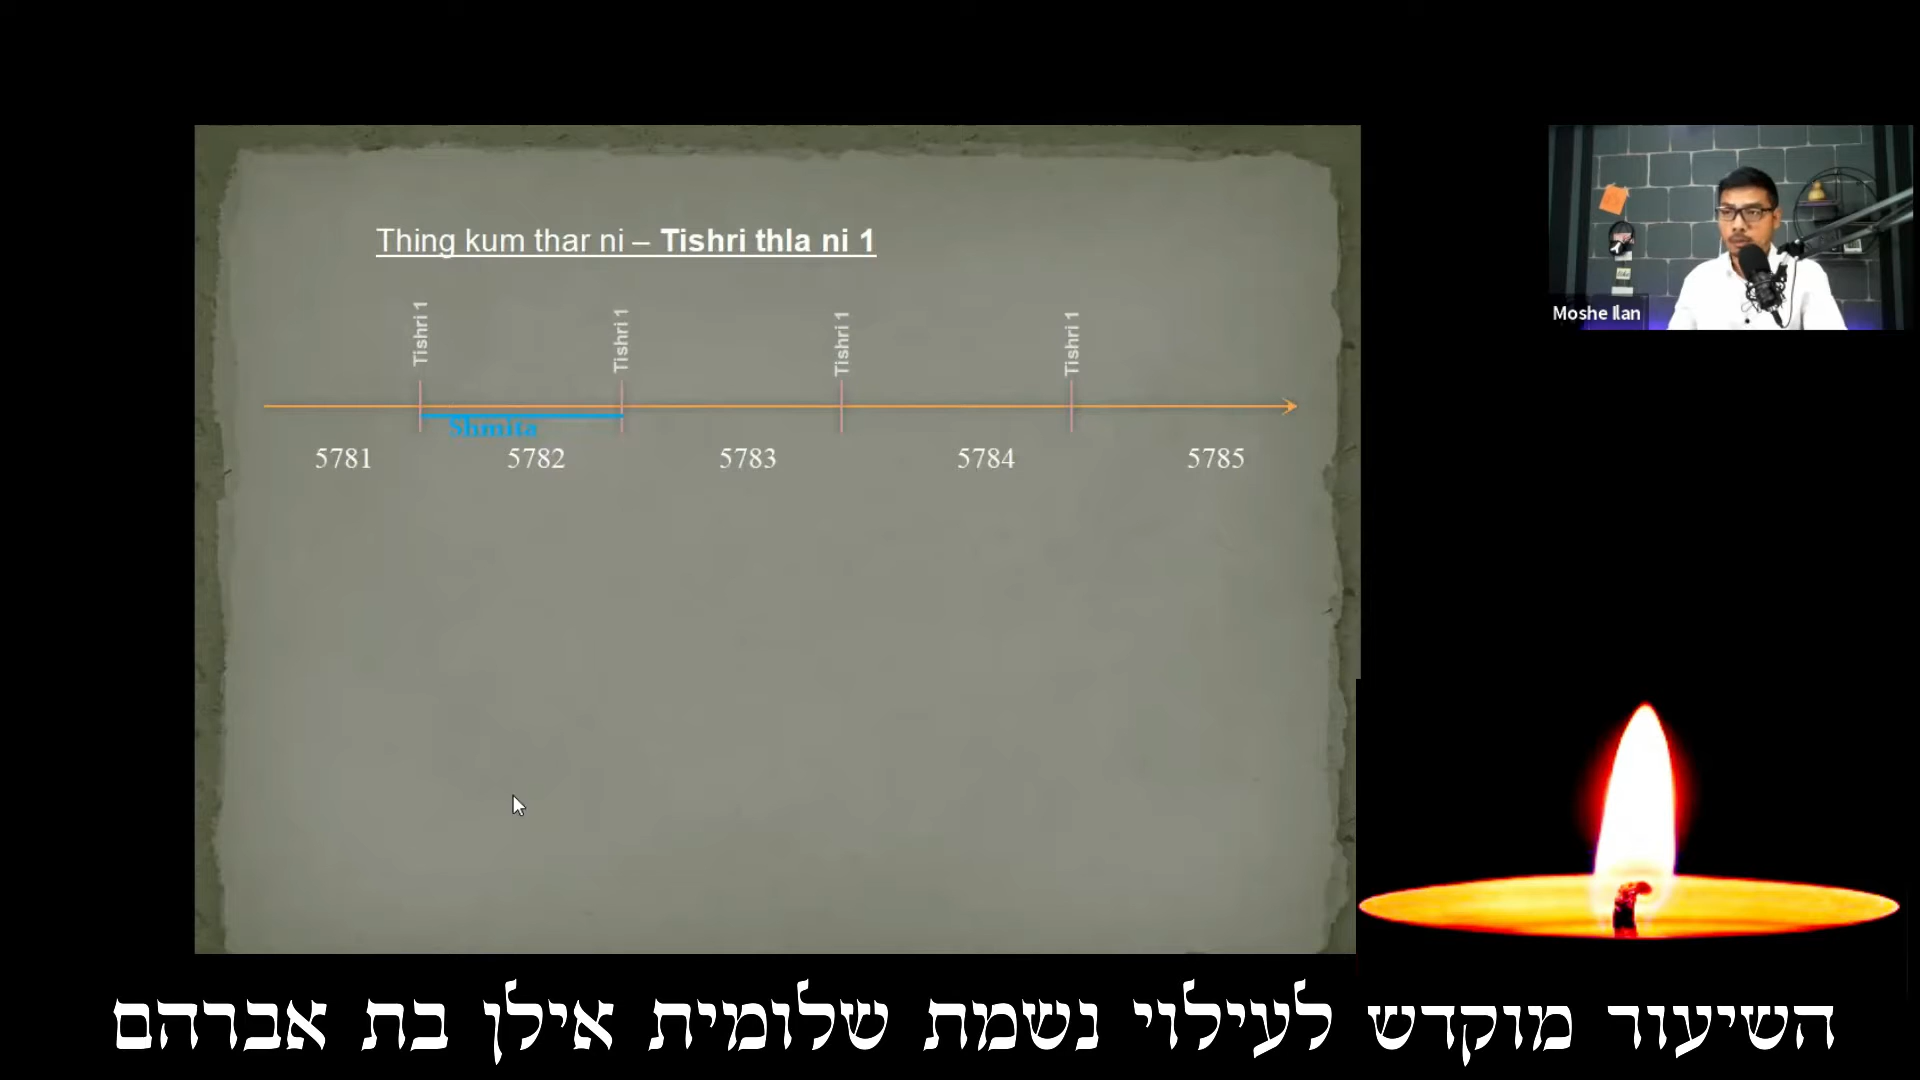 Thing kum thar ni – Tishri thla ni 1
Tishri 1
Tishri 1
Tishri 1
Tishri 1
Shmita
5781
5782
5783
5784
5785
Moshe Ilan
השיעור מוקדש לעילוי נשמת שלומית אילן בת אברהם